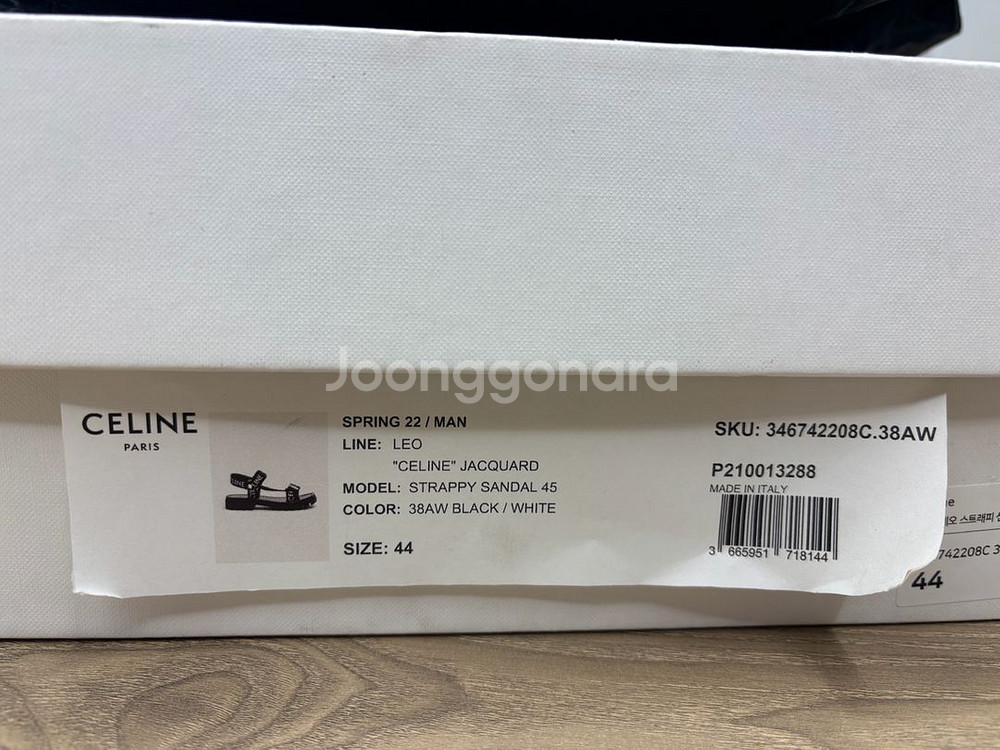 Joonggonara
CELINE
PARIS
SPRING 22 / MAN
LINE: LEO
"CELINE" JACQUARD
MODEL: STRAPPY SANDAL 45
COLOR: 38AW BLACK / WHITE
SIZE: 44
SKU: 346742208C.38AW
P210013288
MADE IN ITALY
3 665951 718144
스트래피
742208C 3
44